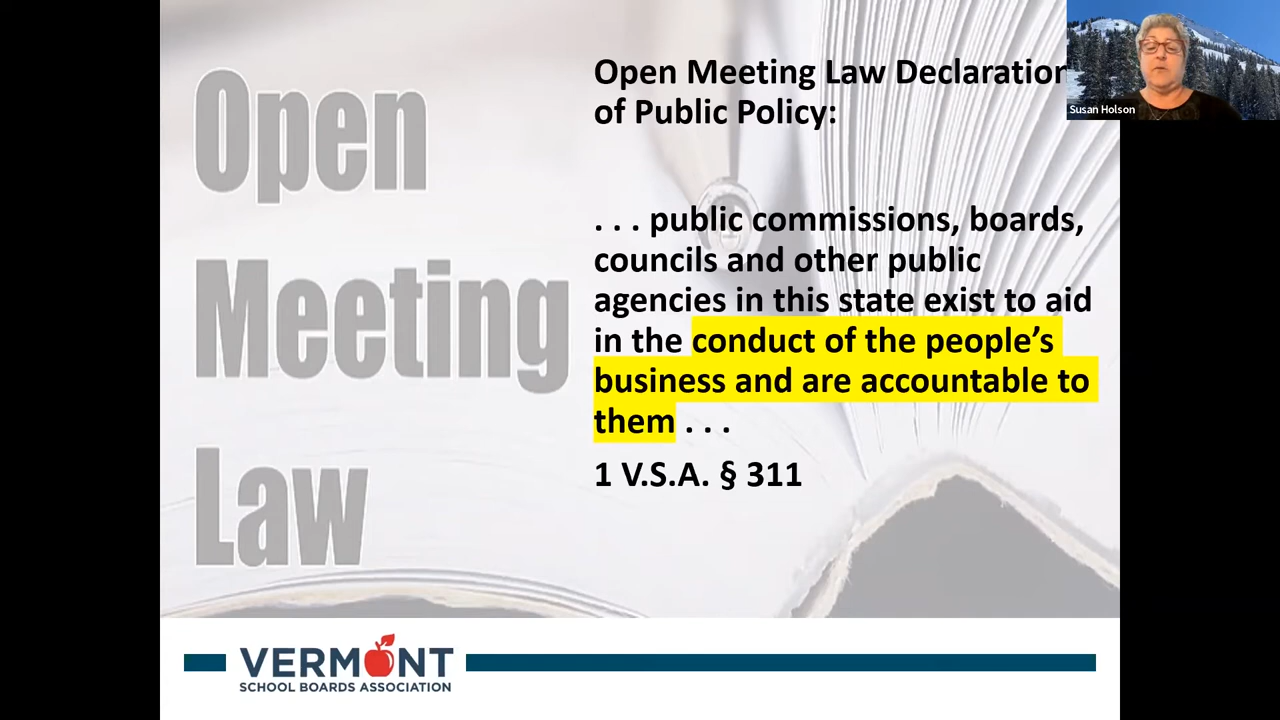 Open
Meeting
Law
Open Meeting Law Declaration
of Public Policy:
. . . public commissions, boards,
councils and other public
agencies in this state exist to aid
in the conduct of the people’s
business and are accountable to
them . . .
1 V.S.A. § 311
Susan Holson
VERMONT
SCHOOL BOARDS ASSOCIATION